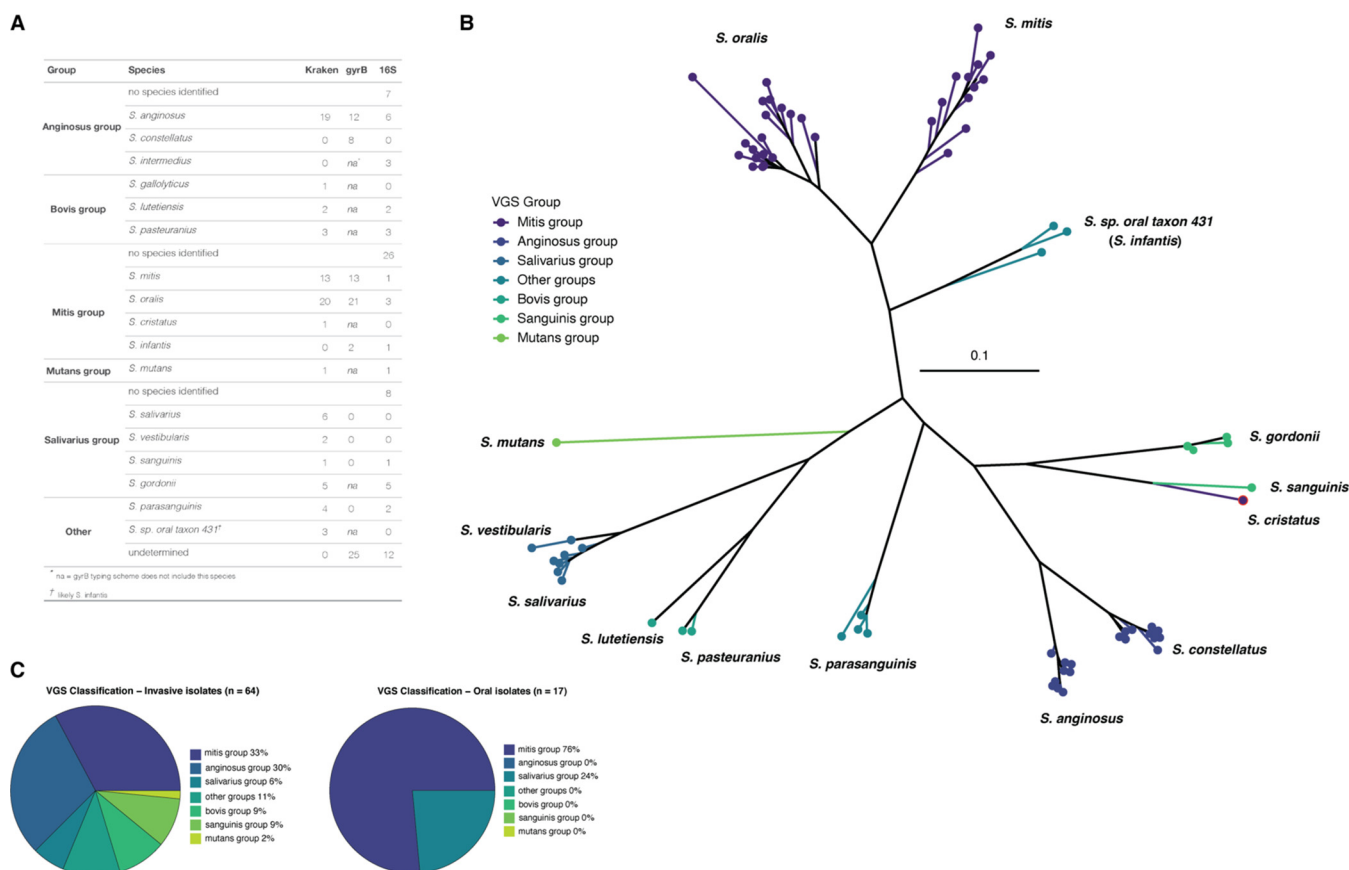 A
Group Species Kraken gyrB 16S
no species identified 7
Anginosus group
S. anginosus 19 12 6
S. constellatus 0 8 0
S. intermedius 0 na* 3
S. gallolyticus 1 na 0
Bovis group
S. lutetiensis 2 na 2
S. pasteuranius 3 na 3
no species identified 26
S. mitis 13 13 1
Mitis group
S. oralis 20 21 3
S. cristatus 1 na 0
S. infantis 0 2 1
Mutans group S. mutans 1 na 1
no species identified 8
S. salivarius 6 0 0
Salivarius group
S. vestibularis 2 0 0
S. sanguinis 1 0 1
S. gordonii 5 na 5
S. parasanguinis 4 0 2
Other
S. sp. oral taxon 431† 3 na 0
undetermined 0 25 12
* na = gyrB typing scheme does not include this species
† likely S. infantis
B
S. oralis
S. mitis
VGS Group
Mitis group
Anginosus group
Salivarius group
Other groups
Bovis group
Sanguinis group
Mutans group
S. sp. oral taxon 431
(S. infantis)
0.1
S. mutans
S. gordonii
S. sanguinis
S. cristatus
S. vestibularis
S. salivarius
S. lutetiensis
S. pasteuranius
S. parasanguinis
S. constellatus
S. anginosus
C
VGS Classification – Invasive isolates (n = 64)
mitis group 33%
anginosus group 30%
salivarius group 6%
other groups 11%
bovis group 9%
sanguinis group 9%
mutans group 2%
VGS Classification – Oral isolates (n = 17)
mitis group 76%
anginosus group 0%
salivarius group 24%
other groups 0%
bovis group 0%
sanguinis group 0%
mutans group 0%